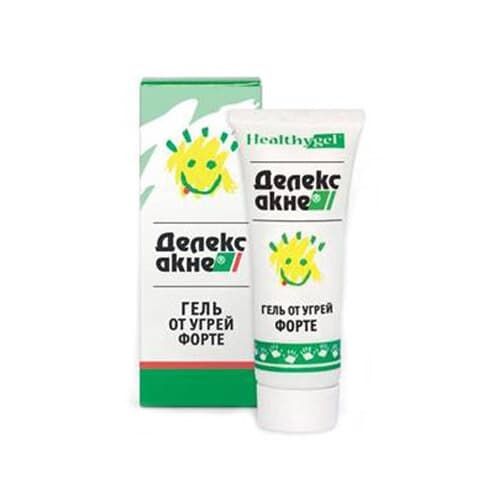 Делекс
акне®
ГЕЛЬ
ОТ УГРЕЙ
ФОРТЕ
Healthygel®
Делекс
акне®
ГЕЛЬ ОТ УГРЕЙ
ФОРТЕ